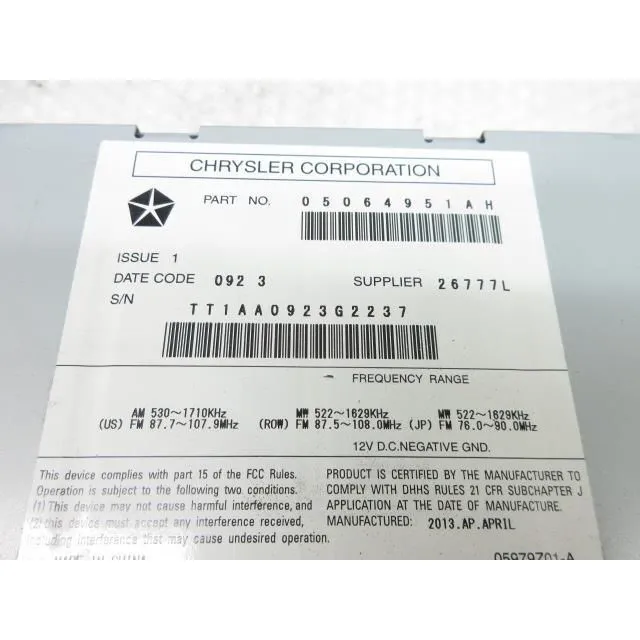 CHRYSLER CORPORATION
PART NO. 05064951AH
ISSUE 1
DATE CODE 092 3 SUPPLIER 26777L
S/N
TT1AA0923G2237
FREQUENCY RANGE
AM 530~1710KHz MW 522~1629KHz MW 522~1629KHz
(US) FM 87.7~107.9MHz (ROW) FM 87.5~108.0MHz (JP) FM 76.0~90.0MHz
12V D.C.NEGATIVE GND.
This device complies with part 15 of the FCC Rules.
Operation is subject to the following two conditions.
(1) This device may not cause harmful interference, and
(2) this device must accept any interference received,
including interference that may cause undesired operation.
PRODUCT IS CERTIFIED BY THE MANUFACTURER TO
COMPLY WITH DHHS RULES 21 CFR SUBCHAPTER J
APPLICATION AT THE DATE OF MANUFACTURE.
MANUFACTURED: 2013.AP.APRIL
MADE IN CHINA
05979Z01-A